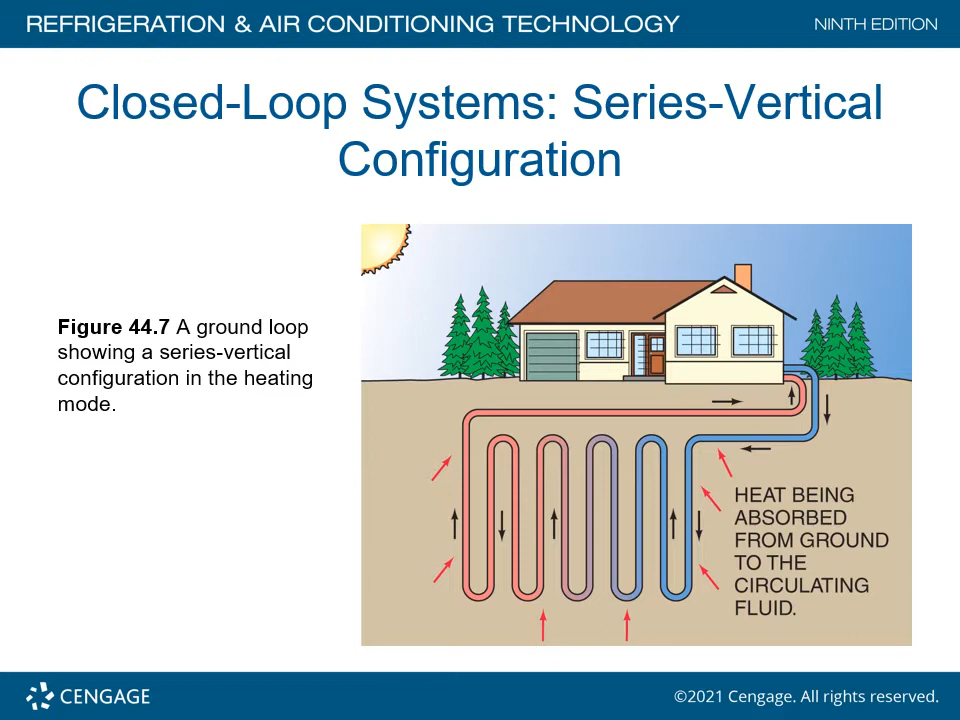 REFRIGERATION & AIR CONDITIONING TECHNOLOGY
NINTH EDITION
Closed-Loop Systems: Series-Vertical
Configuration
Figure 44.7 A ground loop
showing a series-vertical
configuration in the heating
mode.
HEAT BEING
ABSORBED
FROM GROUND
TO THE
CIRCULATING
FLUID.
CENGAGE
©2021 Cengage. All rights reserved.